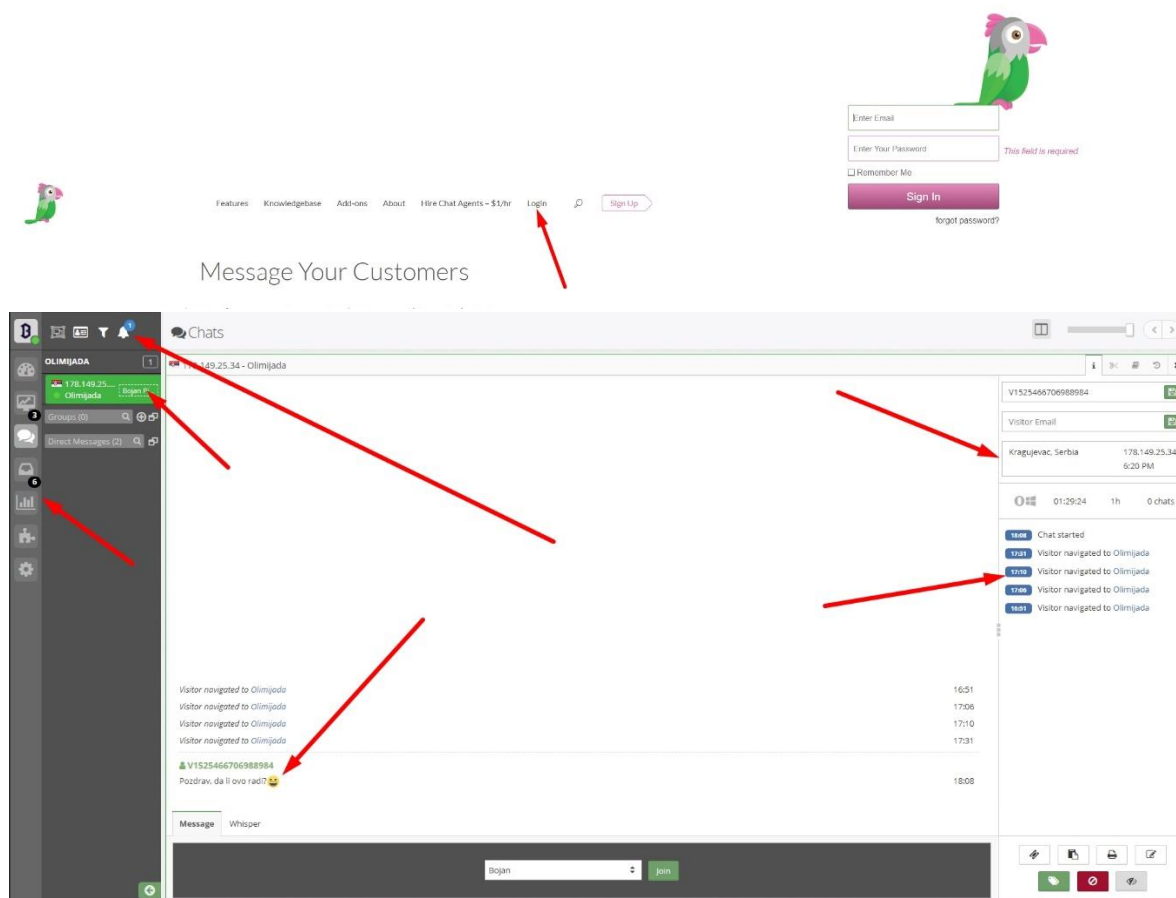 Enter Email
Enter Your Password
This field is required
Remember Me
Sign In
forgot password?
Features Knowledgebase Add-ons About Hire Chat Agents – $1/hr Login Sign Up
Message Your Customers
B
1
Chats
OLIMIJADA 1
178.149.25.34 - Olimijada
178.149.25....
Olimijada
Bojan
3
Groups (0)
Direct Messages (2)
6
i
V1525466706988984
Visitor Email
Kragujevac, Serbia 178.149.25.34
6:20 PM
01:29:24 1h 0 chats
18:08 Chat started
17:31 Visitor navigated to Olimijada
17:10 Visitor navigated to Olimijada
17:06 Visitor navigated to Olimijada
16:51 Visitor navigated to Olimijada
Visitor navigated to Olimijada 16:51
Visitor navigated to Olimijada 17:06
Visitor navigated to Olimijada 17:10
Visitor navigated to Olimijada 17:31
V1525466706988984
Pozdrav, da li ovo radi?😄 18:08
Message Whisper
Bojan Join